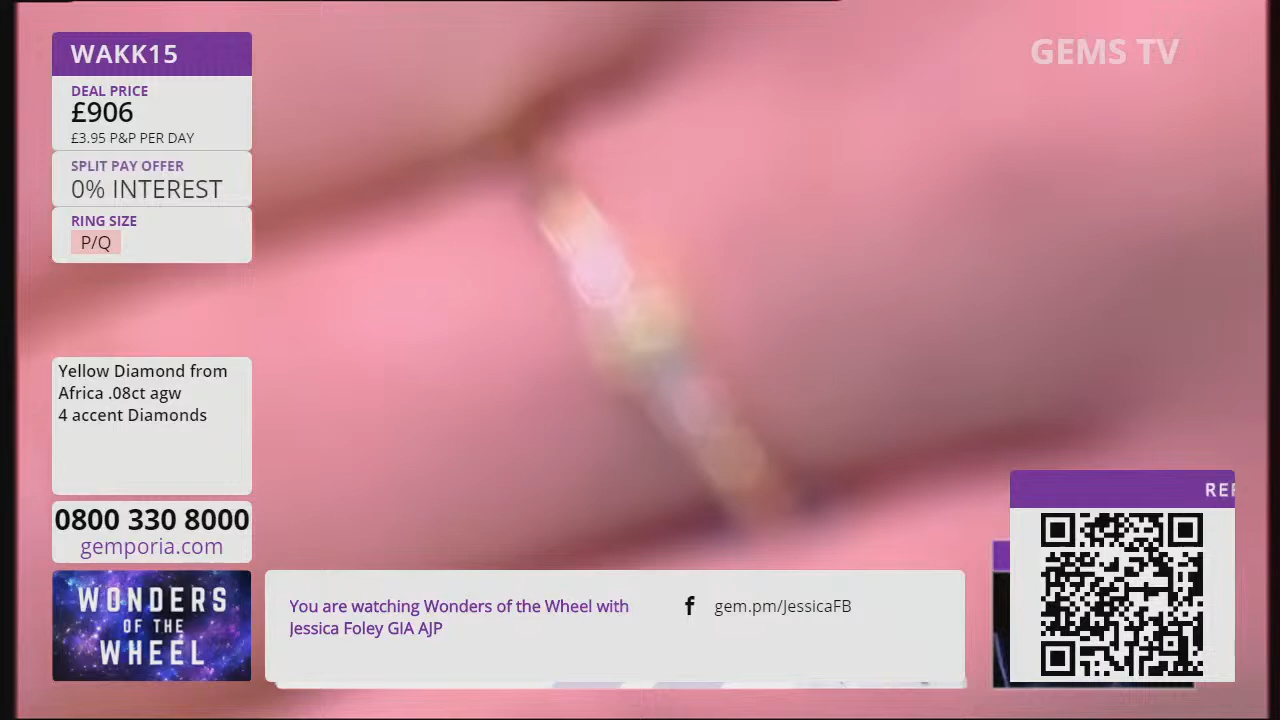 WAKK15
DEAL PRICE
£906
£3.95 P&P PER DAY
SPLIT PAY OFFER
0% INTEREST
RING SIZE
P/Q
GEMS TV
Yellow Diamond from
Africa .08ct agw
4 accent Diamonds
0800 330 8000
gemporia.com
WONDERS
OF THE
WHEEL
You are watching Wonders of the Wheel with
Jessica Foley GIA AJP
f gem.pm/JessicaFB